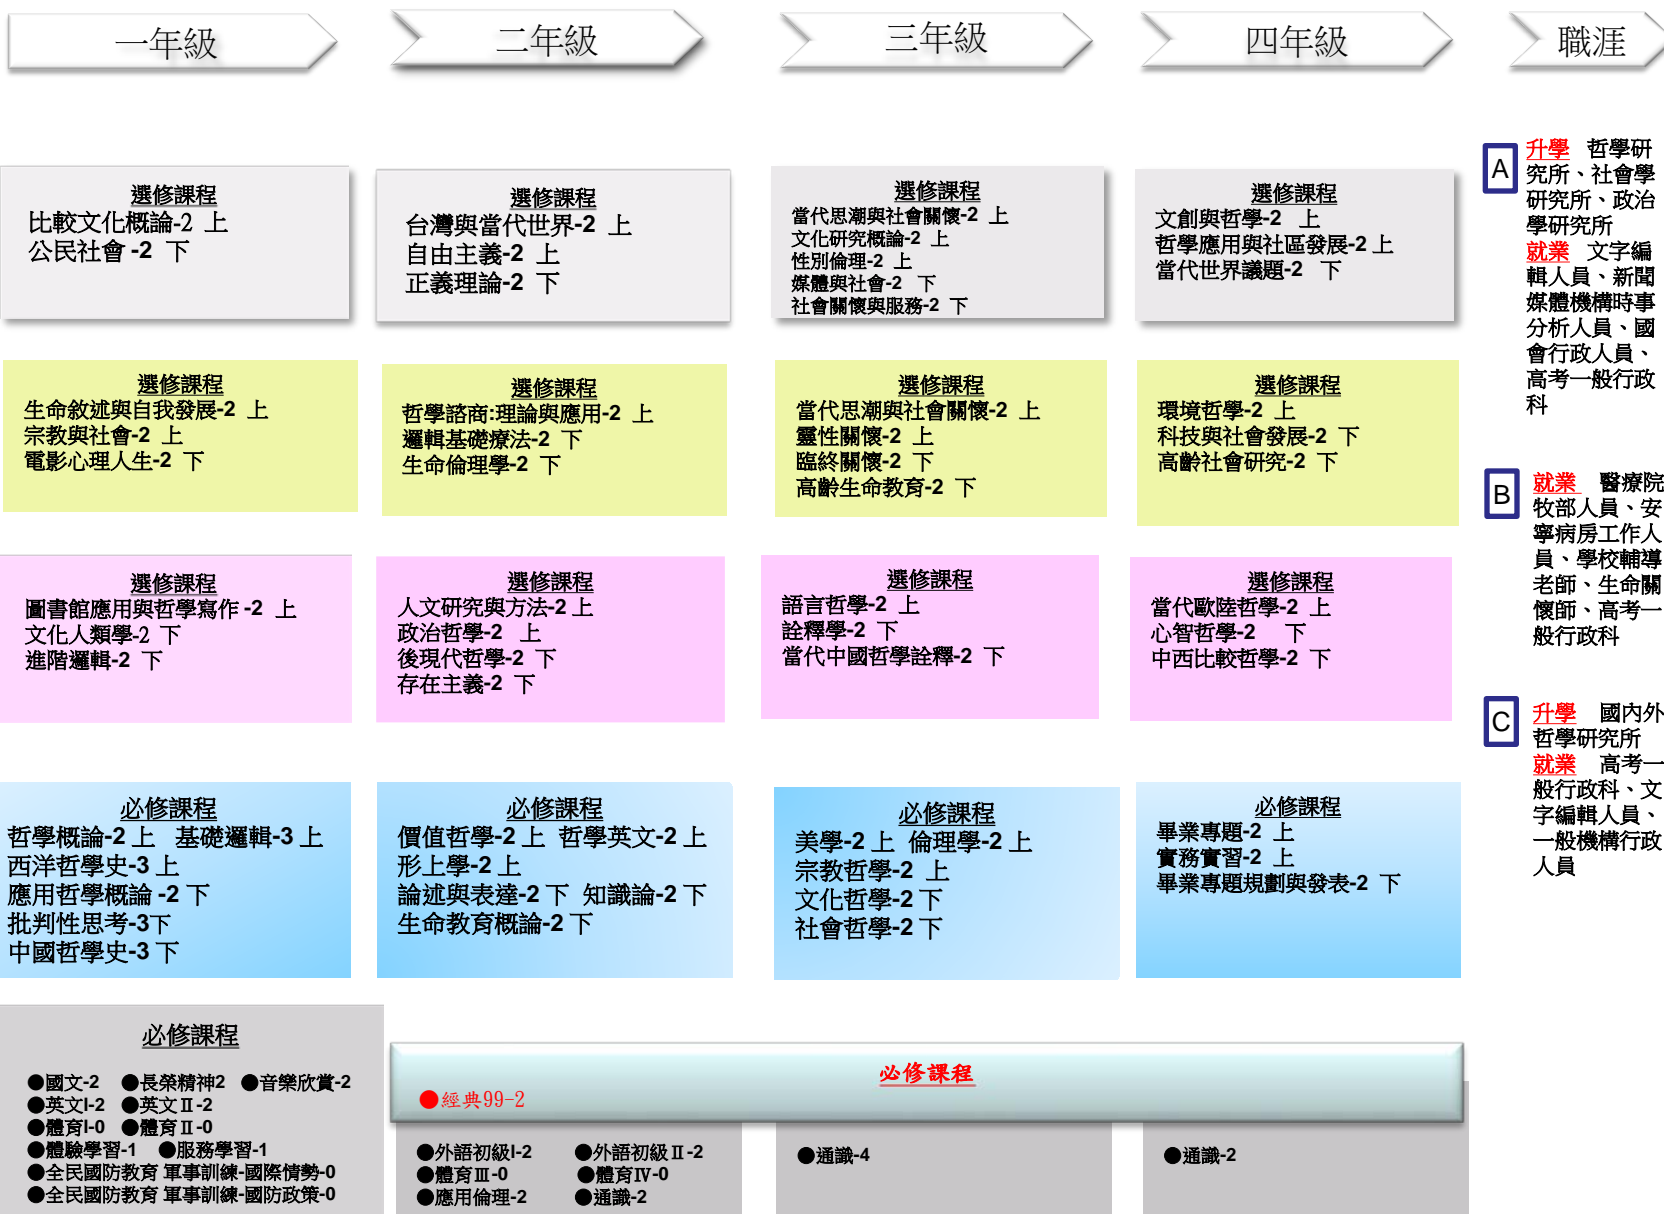 一年級
二年級
三年級
四年級
職涯
選修課程
比較文化概論-2 上
公民社會 -2 下
選修課程
台灣與當代世界-2 上
自由主義-2 上
正義理論-2 下
選修課程
當代思潮與社會關懷-2 上
文化研究概論-2 上
性別倫理-2 上
媒體與社會-2 下
社會關懷與服務-2 下
選修課程
文創與哲學-2 上
哲學應用與社區發展-2 上
當代世界議題-2 下
A
升學 哲學研
究所、社會學
研究所、政治
學研究所
就業 文字編
輯人員、新聞
媒體機構時事
分析人員、國
會行政人員、
高考一般行政
科
選修課程
生命敘述與自我發展-2 上
宗教與社會-2 上
電影心理人生-2 下
選修課程
哲學諮商:理論與應用-2 上
邏輯基礎療法-2 下
生命倫理學-2 下
選修課程
當代思潮與社會關懷-2 上
靈性關懷-2 上
臨終關懷-2 下
高齡生命教育-2 下
選修課程
環境哲學-2 上
科技與社會發展-2 下
高齡社會研究-2 下
B
就業 醫療院
牧部人員、安
寧病房工作人
員、學校輔導
老師、生命關
懷師、高考一
般行政科
選修課程
圖書館應用與哲學寫作 -2 上
文化人類學-2 下
進階邏輯-2 下
選修課程
人文研究與方法-2 上
政治哲學-2 上
後現代哲學-2 下
存在主義-2 下
選修課程
語言哲學-2 上
詮釋學-2 下
當代中國哲學詮釋-2 下
選修課程
當代歐陸哲學-2 上
心智哲學-2 下
中西比較哲學-2 下
C
升學 國內外
哲學研究所
就業 高考一
般行政科、文
字編輯人員、
一般機構行政
人員
必修課程
哲學概論-2 上 基礎邏輯-3 上
西洋哲學史-3 上
應用哲學概論 -2 下
批判性思考-3下
中國哲學史-3 下
必修課程
價值哲學-2 上 哲學英文-2 上
形上學-2 上
論述與表達-2 下 知識論-2 下
生命教育概論-2 下
必修課程
美學-2 上 倫理學-2 上
宗教哲學-2 上
文化哲學-2 下
社會哲學-2 下
必修課程
畢業專題-2 上
實務實習-2 上
畢業專題規劃與發表-2 下
必修課程
●國文-2 ●長榮精神2 ●音樂欣賞-2
●英文I-2 ●英文Ⅱ-2
●體育I-0 ●體育Ⅱ-0
●體驗學習-1 ●服務學習-1
●全民國防教育 軍事訓練-國際情勢-0
●全民國防教育 軍事訓練-國防政策-0
必修課程
●經典99-2
●外語初級I-2 ●外語初級Ⅱ-2
●體育Ⅲ-0 ●體育Ⅳ-0
●應用倫理-2 ●通識-2
●通識-4
●通識-2